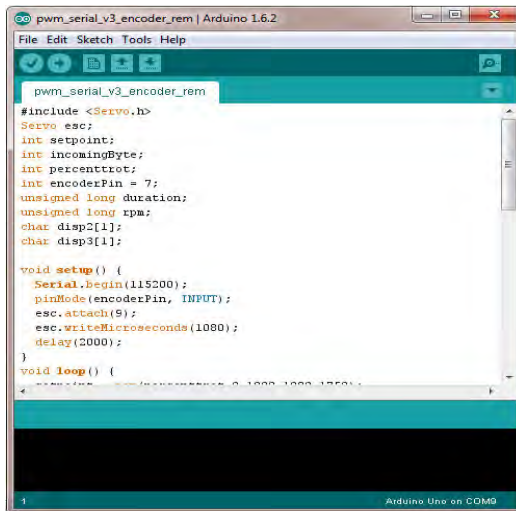 pwm_serial_v3_encoder_rem | Arduino 1.6.2
File Edit Sketch Tools Help
pwm_serial_v3_encoder_rem
#include <Servo.h>
Servo esc;
int setpoint;
int incomingByte;
int percenttrot;
int encoderPin = 7;
unsigned long duration;
unsigned long rpm;
char disp2[1];
char disp3[1];
void setup() {
Serial.begin(115200);
pinMode(encoderPin, INPUT);
esc.attach(9);
esc.writeMicroseconds(1080);
delay(2000);
}
void loop() {
1
Arduino Uno on COM9